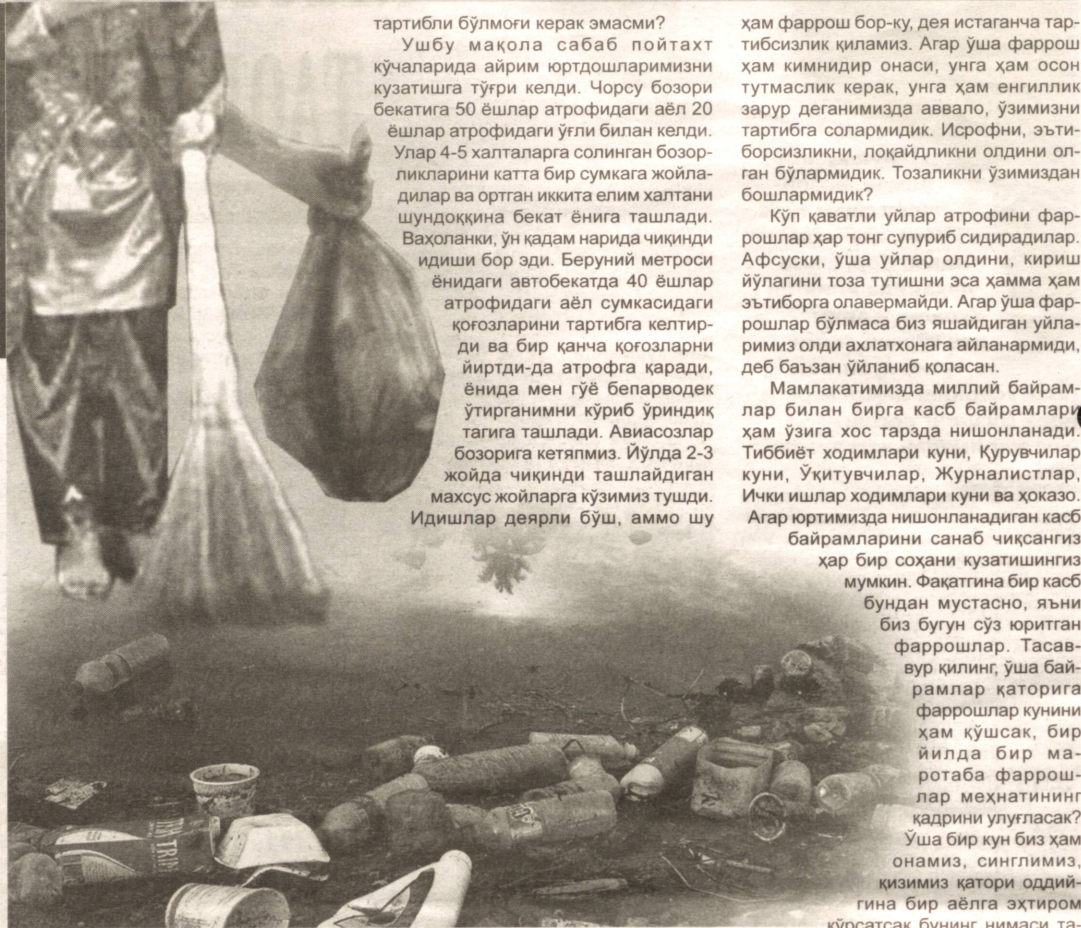 тартибли бўлмоғи керак эмасми?
Ушбу мақола сабаб пойтахт
кўчаларида айрим юртдошларимизни
кузатишга тўғри келди. Чорсу бозори
бекатига 50 ёшлар атрофидаги аёл 20
ёшлар атрофидаги ўғли билан келди.
Улар 4-5 халталарга солинган бозор-
ликларини катта бир сумкага жойла-
дилар ва ортган иккита елим халтани
шундоққина бекат ёнига ташлади.
Ваҳоланки, ўн қадам нарида чиқинди
идиши бор эди. Беруний метроси
ёнидаги автобекатда 40 ёшлар
атрофидаги аёл сумкасидаги
қоғозларини тартибга келтир-
ди ва бир қанча қоғозларни
йиртди-да атрофга қаради,
ёнида мен гўё бепарводек
ўтирганимни кўриб ўриндиқ
тагига ташлади. Авиасозлар
бозорига кетяпмиз. Йўлда 2-3
жойда чиқинди ташлайдиган
махсус жойларга кўзимиз тушди.
Идишлар деярли бўш, аммо шу
ҳам фаррош бор-ку, дея истаганча тар-
тибсизлик қиламиз. Агар ўша фаррош
ҳам кимнидир онаси, унга ҳам осон
тутмаслик керак, унга ҳам енгиллик
зарур деганимизда аввало, ўзимизни
тартибга солармидик. Исрофни, эъти-
борсизликни, лоқайдликни олдини ол-
ган бўлармидик. Тозаликни ўзимиздан
бошлармидик?
Кўп қаватли уйлар атрофини фар-
рошлар ҳар тонг супуриб сидирадилар.
Афсуски, ўша уйлар олдини, кириш
йўлагини тоза тутишни эса ҳамма ҳам
эътиборга олавермайди. Агар ўша фар-
рошлар бўлмаса биз яшайдиган уйла-
римиз олди ахлатхонага айланармиди,
деб баъзан ўйланиб қоласан.
Мамлакатимизда миллий байрам-
лар билан бирга касб байрамлари
ҳам ўзига хос тарзда нишонланади.
Тиббиёт ходимлари куни, Қурувчилар
куни, Ўқитувчилар, Журналистлар,
Ички ишлар ходимлари куни ва ҳоказо.
Агар юртимизда нишонланадиган касб
байрамларини санаб чиқсангиз
ҳар бир соҳани кузатишингиз
мумкин. Фақатгина бир касб
бундан мустасно, яъни
биз бугун сўз юритган
фаррошлар. Тасав-
вур қилинг, ўша бай-
рамлар қаторига
фаррошлар кунини
ҳам қўшсак, бир
йилда бир ма-
ротаба фаррош-
лар меҳнатининг
қадрини улуғласак?
Ўша бир кун биз ҳам
онамиз, синглимиз,
қизимиз қатори оддий-
гина бир аёлга эҳтиром
кўрсатсак бунинг нимаси та-